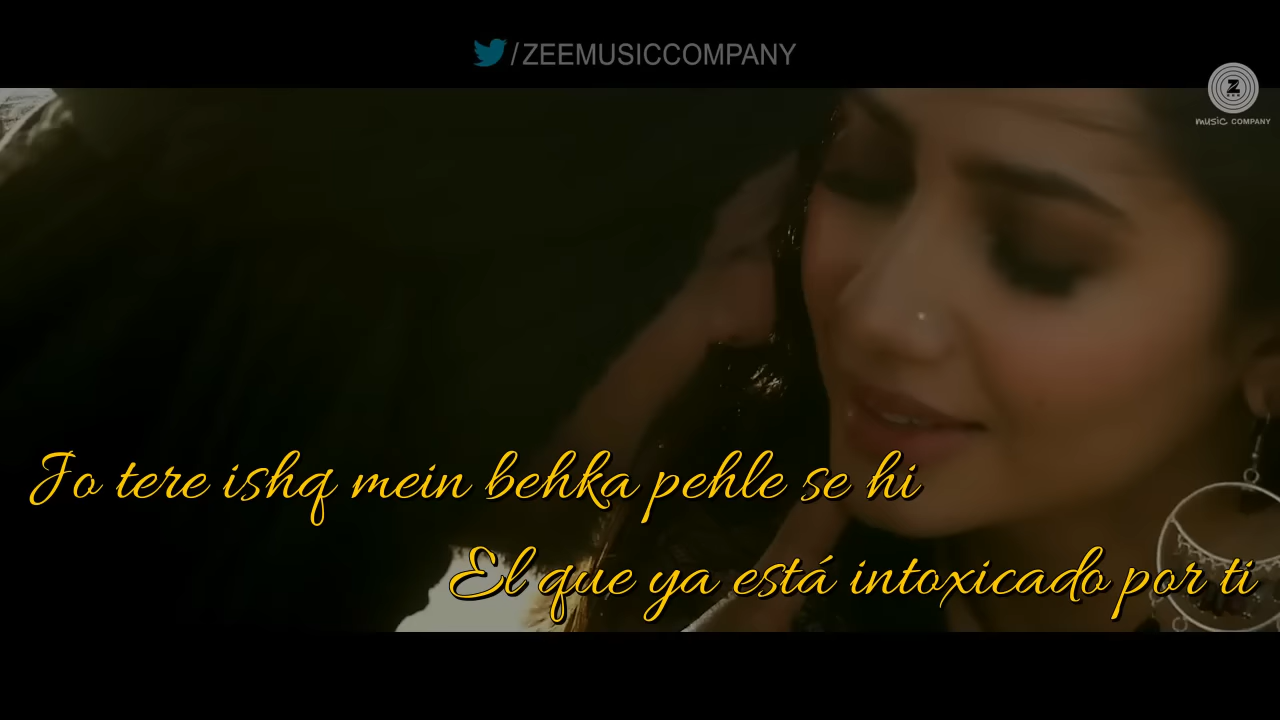 /ZEEMUSICCOMPANY
Z
music COMPANY
Jo tere ishq mein behka pehle se hi
El que ya está intoxicado por ti